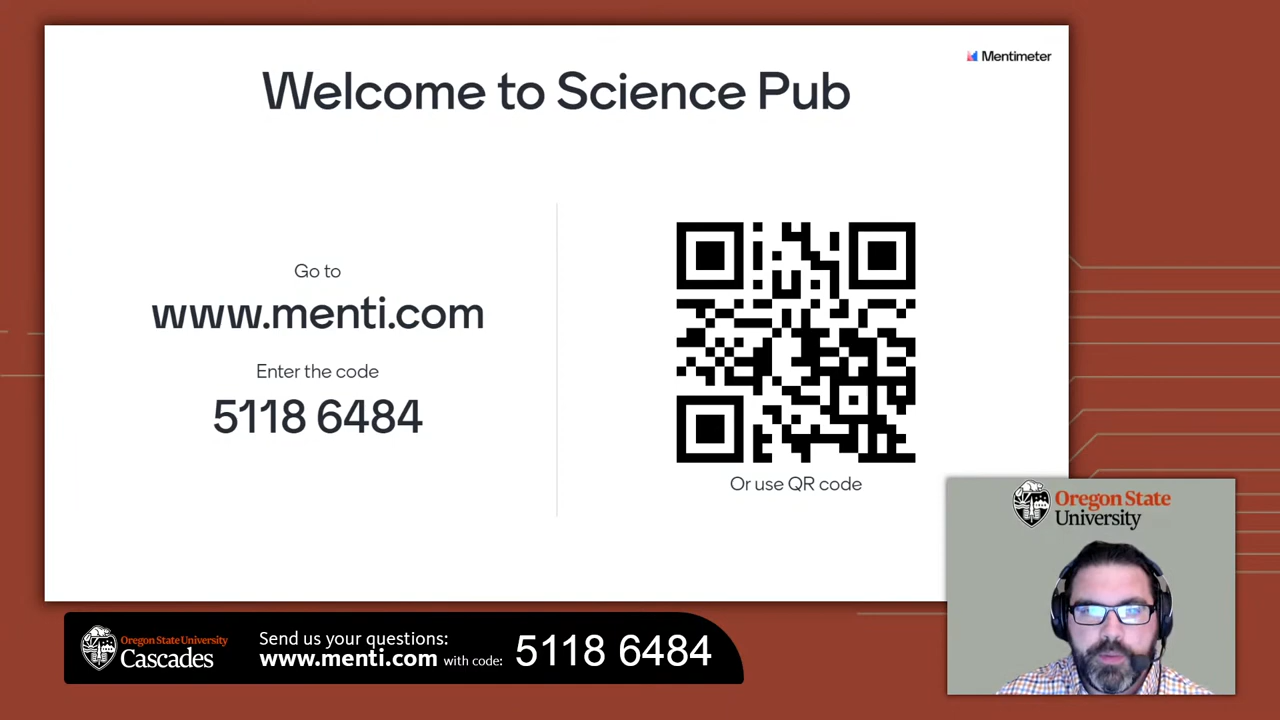 Mentimeter
Welcome to Science Pub
Go to
www.menti.com
Enter the code
5118 6484
Or use QR code
Oregon State
University
Oregon State University
Cascades
Send us your questions:
www.menti.com with code:
5118 6484